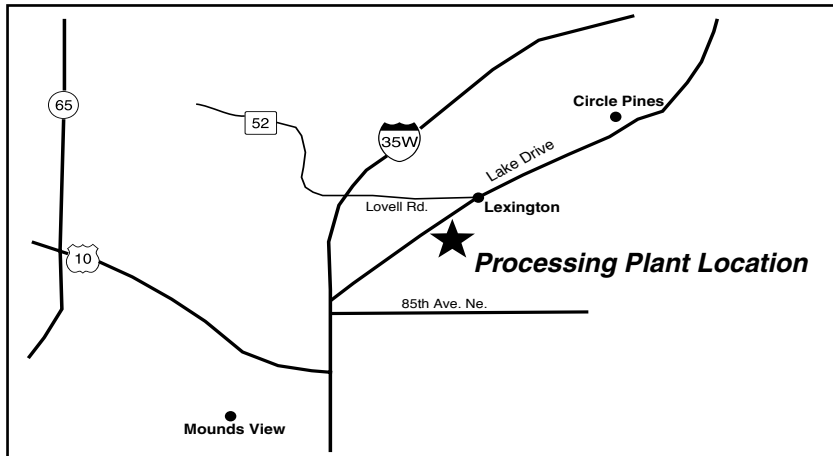 65
52
35W
Circle Pines
Lake Drive
Lovell Rd.
Lexington
10
Processing Plant Location
85th Ave. Ne.
Mounds View